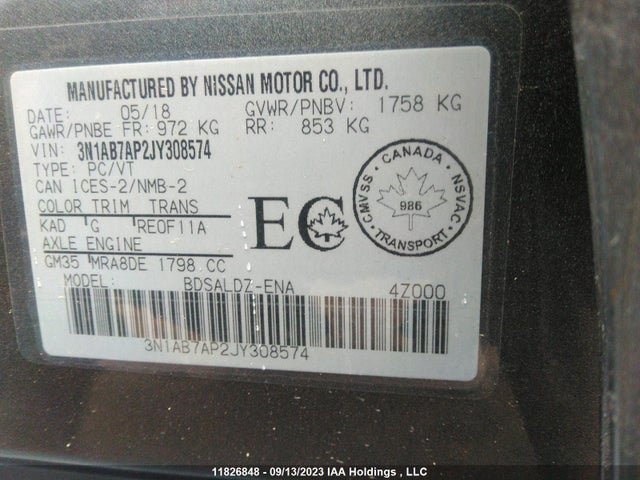 MANUFACTURED BY NISSAN MOTOR CO., LTD.
DATE: 05/18 GVWR/PNBV: 1758 KG
GAWR/PNBE FR: 972 KG RR: 853 KG
VIN: 3N1AB7AP2JY308574
TYPE: PC/VT
CAN ICES-2/NMB-2
COLOR TRIM TRANS
KAD G RE0F11A
AXLE ENGINE
GM35 MRA8DE 1798 CC
EC
CANADA
CMVSS NSVAC
986
TRANSPORT
MODEL: BDSALDZ-ENA 4Z000
3N1AB7AP2JY308574
11826848 - 09/13/2023 IAA Holdings , LLC